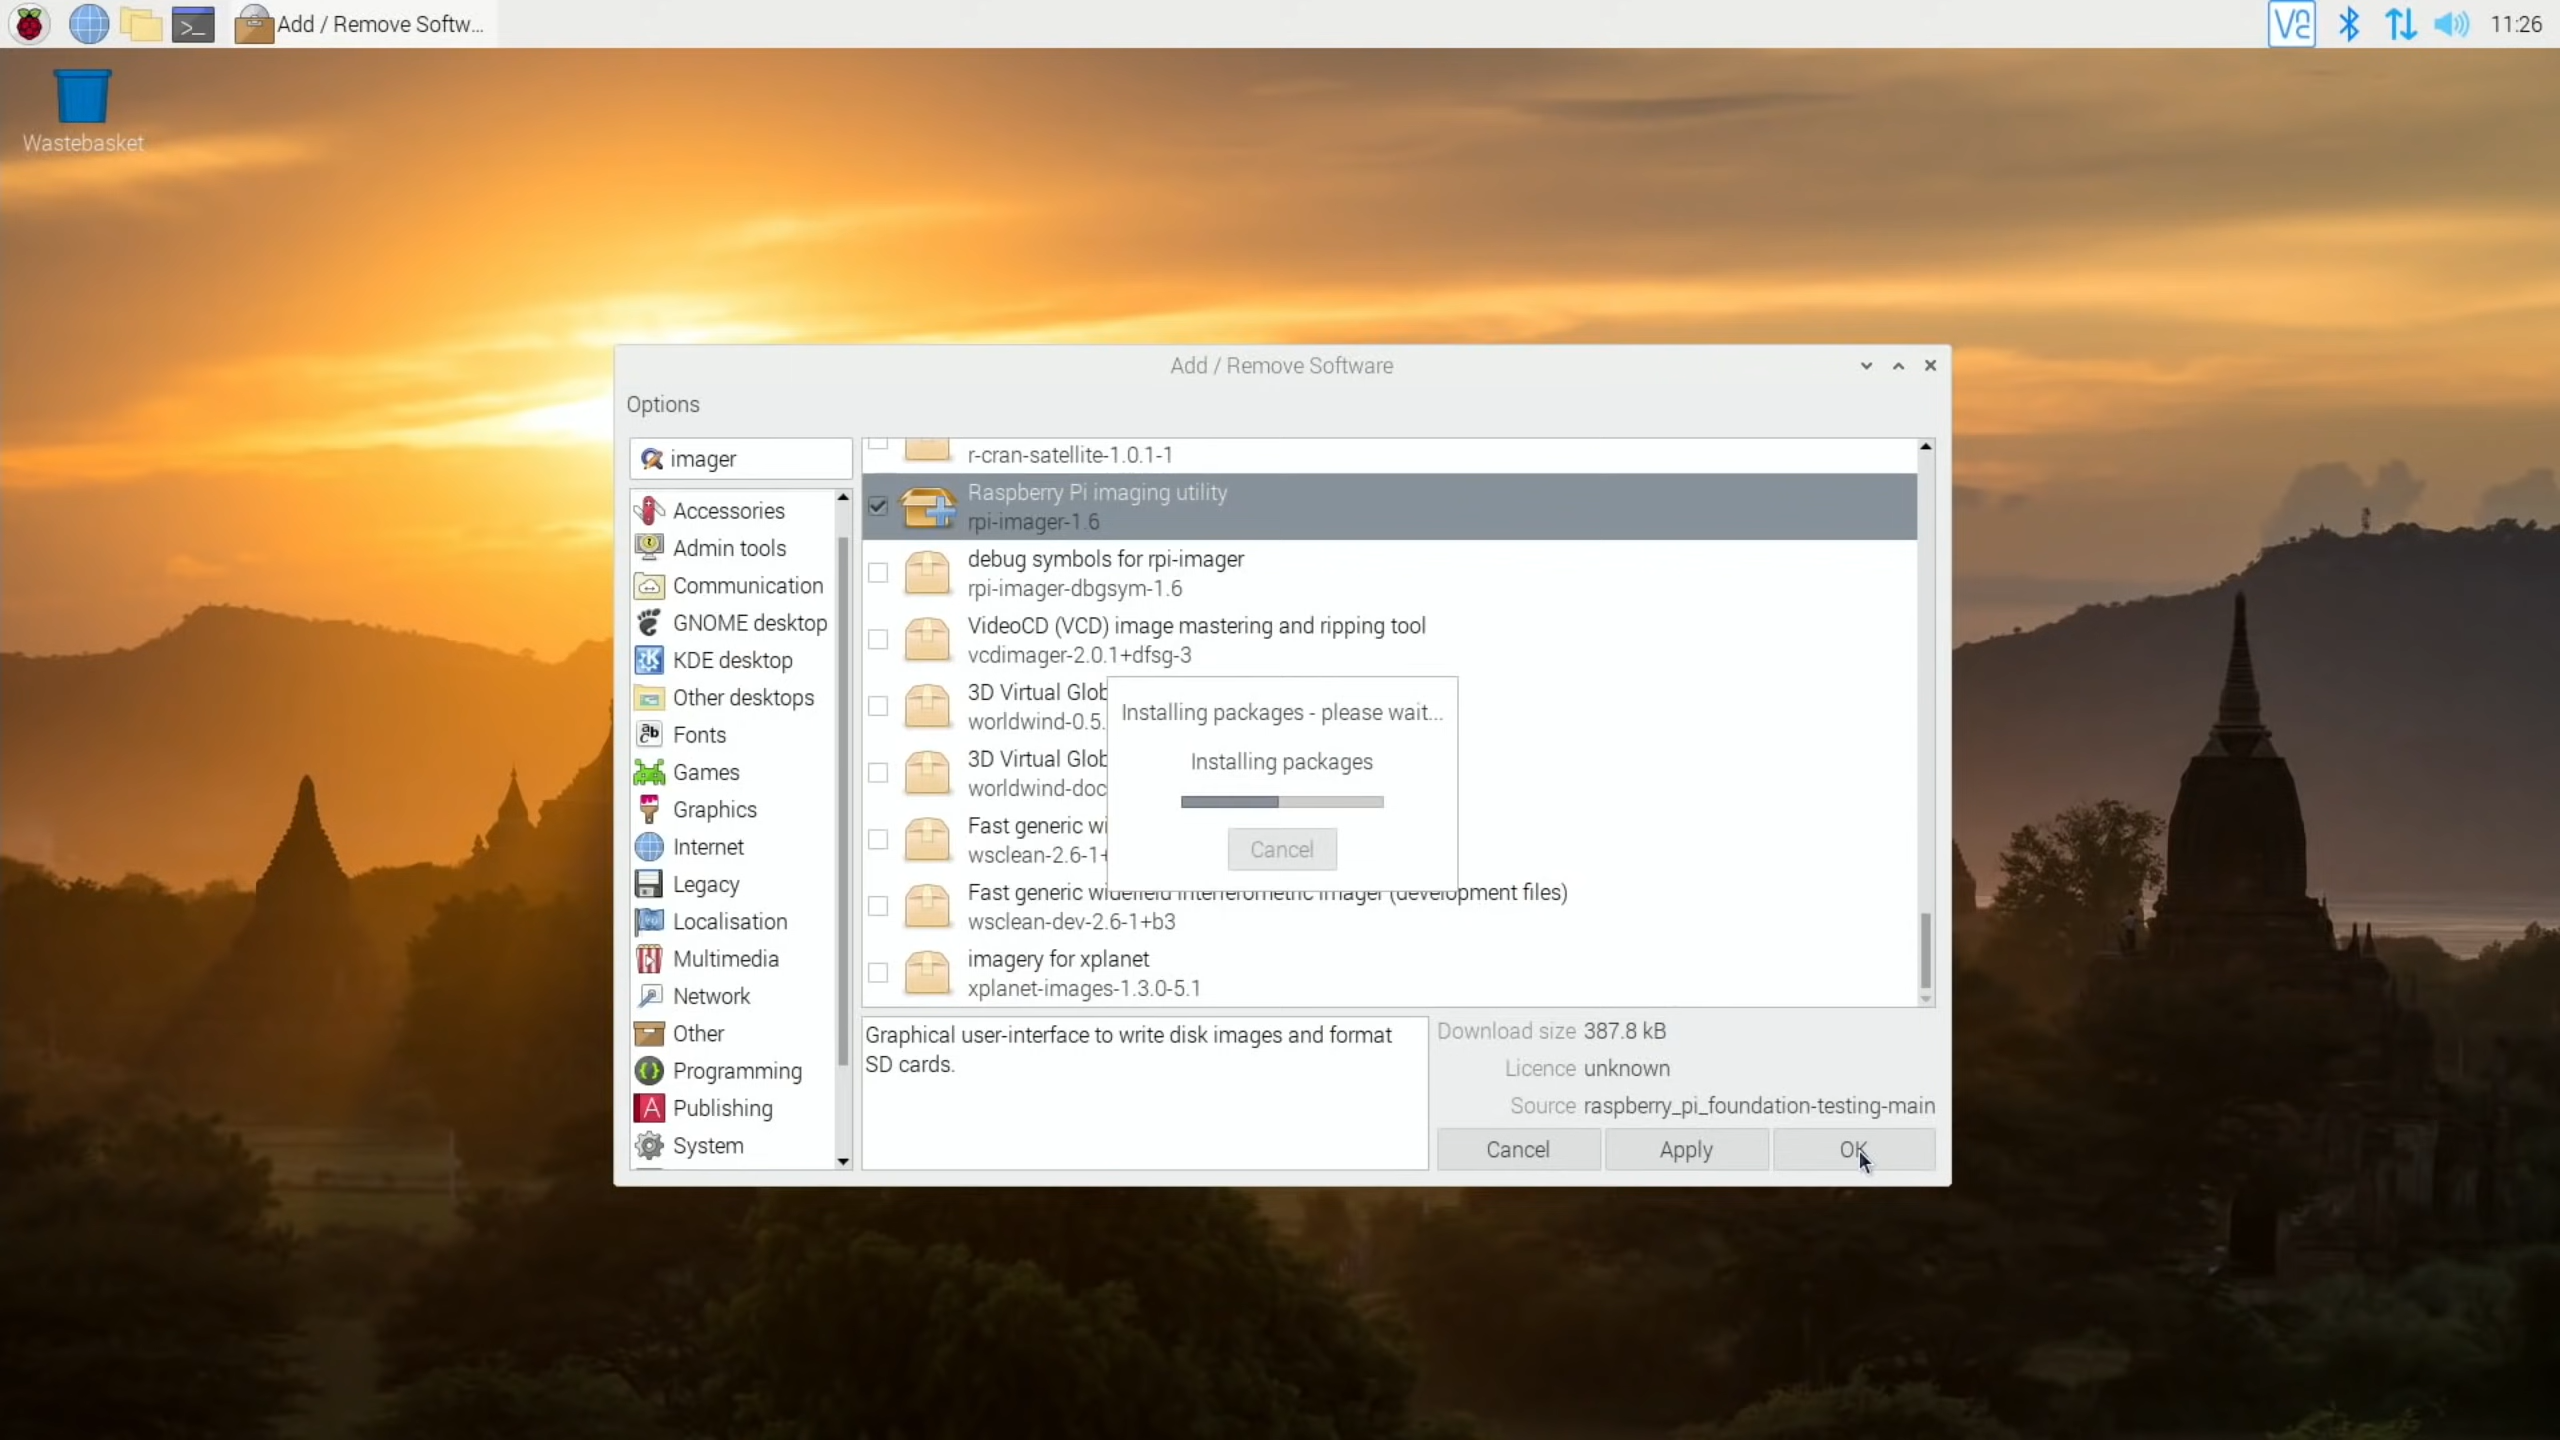 Add / Remove Softw...
VNC
11:26
Wastebasket
Add / Remove Software
Options
imager
Accessories
Admin tools
Communication
GNOME desktop
KDE desktop
Other desktops
Fonts
Games
Graphics
Internet
Legacy
Localisation
Multimedia
Network
Other
Programming
Publishing
System
r-cran-satellite-1.0.1-1
Raspberry Pi imaging utility
rpi-imager-1.6
debug symbols for rpi-imager
rpi-imager-dbgsym-1.6
VideoCD (VCD) image mastering and ripping tool
vcdimager-2.0.1+dfsg-3
3D Virtual Glob
worldwind-0.5.
3D Virtual Glob
worldwind-doc
Fast generic wi
wsclean-2.6-1+
Fast generic widefield interferometric imager (development files)
wsclean-dev-2.6-1+b3
imagery for xplanet
xplanet-images-1.3.0-5.1
Installing packages - please wait...
Installing packages
Cancel
Graphical user-interface to write disk images and format
SD cards.
Download size 387.8 kB
Licence unknown
Source raspberry_pi_foundation-testing-main
Cancel
Apply
OK